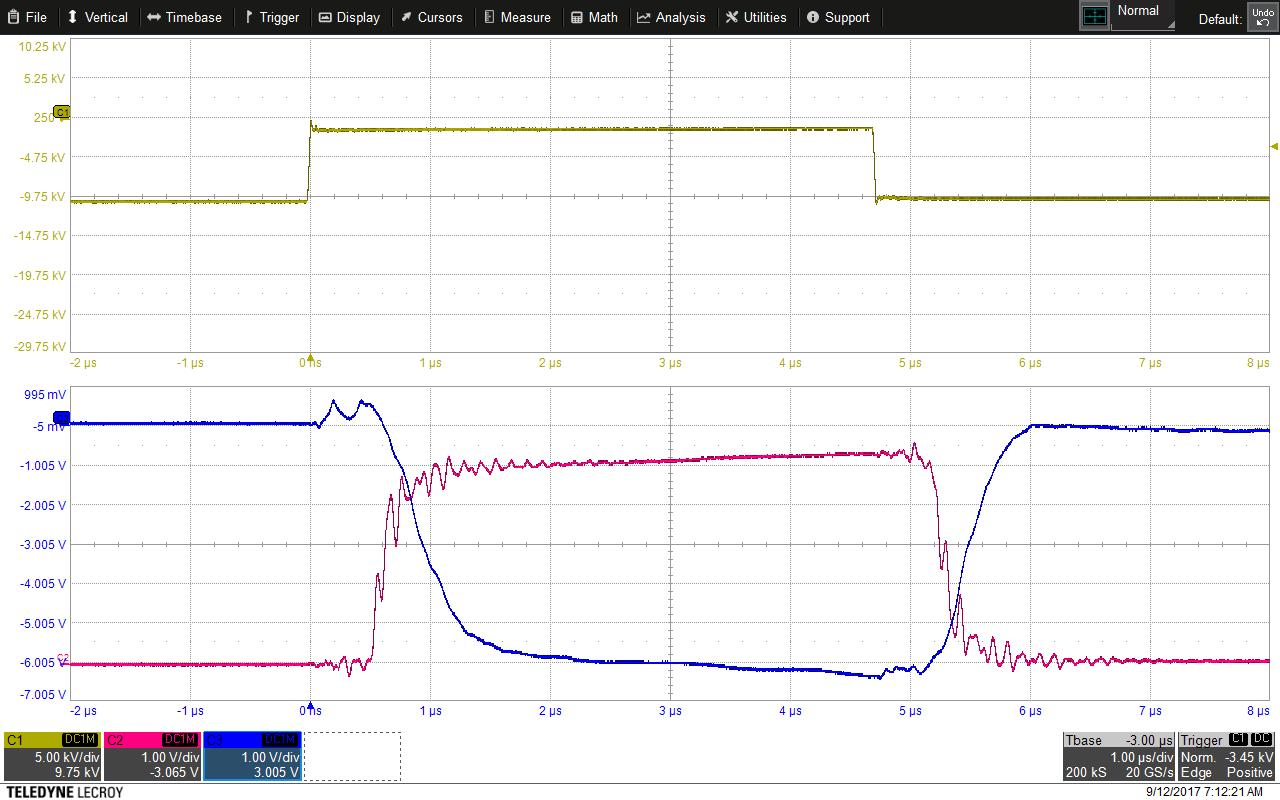 File Vertical Timebase Trigger Display Cursors Measure Math Analysis Utilities Support Normal Default: Undo
10.25 kV
5.25 kV
C1
250
-4.75 kV
-9.75 kV
-14.75 kV
-19.75 kV
-24.75 kV
-29.75 kV
-2 µs -1 µs 0 ns 1 µs 2 µs 3 µs 4 µs 5 µs 6 µs 7 µs 8 µs
995 mV
-5 mV
-1.005 V
-2.005 V
-3.005 V
-4.005 V
-5.005 V
C2
-6.005 V
-7.005 V
-2 µs -1 µs 0 ns 1 µs 2 µs 3 µs 4 µs 5 µs 6 µs 7 µs 8 µs
C1 DC1M C2 DC1M C3 DC1M Tbase -3.00 µs Trigger C1 DC
5.00 kV/div 1.00 V/div 1.00 V/div 1.00 µs/div Norm. -3.45 kV
9.75 kV -3.065 V 3.005 V 200 kS 20 GS/s Edge Positive
TELEDYNE LECROY 9/12/2017 7:12:21 AM